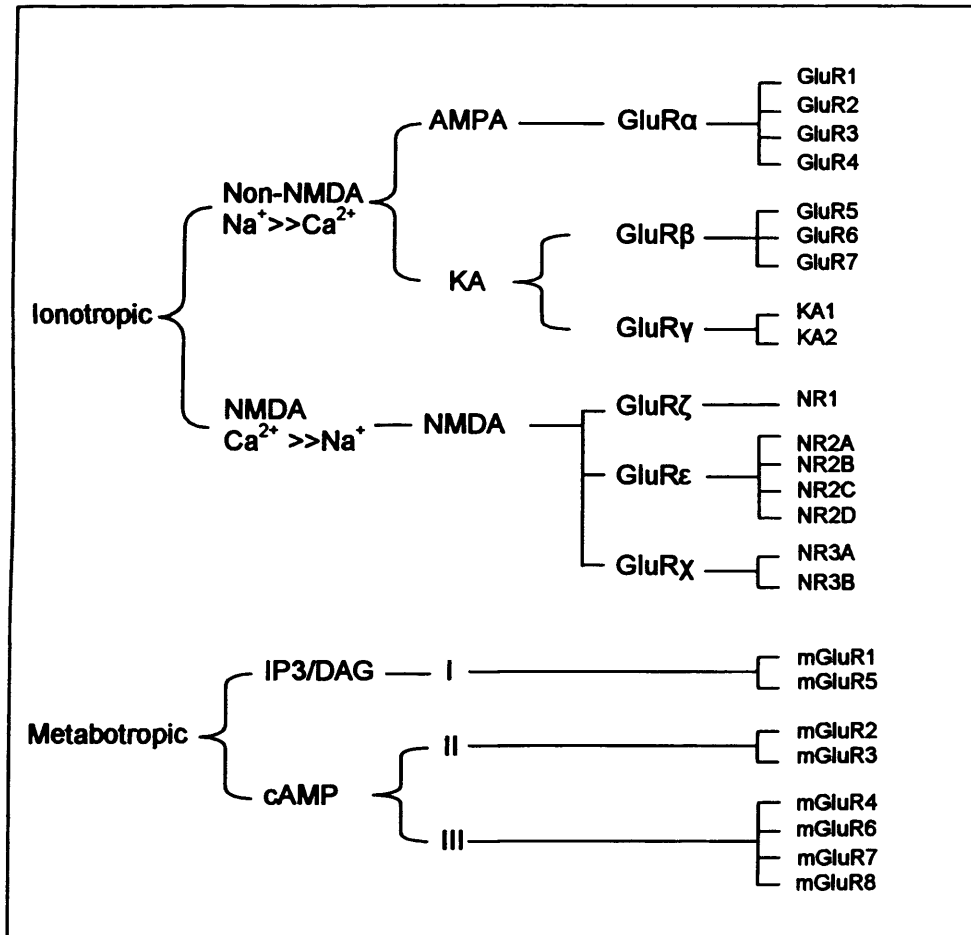 GluR1
AMPA GluRα GluR2
GluR3
GluR4
Non-NMDA
Na⁺>>Ca²⁺
GluR5
GluRβ GluR6
GluR7
KA
Ionotropic
GluRγ KA1
KA2
NMDA
Ca²⁺ >>Na⁺
NMDA
GluRζ NR1
NR2A
NR2B
GluRε
NR2C
NR2D
NR3A
GluRχ
NR3B
IP3/DAG I mGluR1
mGluR5
Metabotropic
II mGluR2
mGluR3
cAMP
III mGluR4
mGluR6
mGluR7
mGluR8